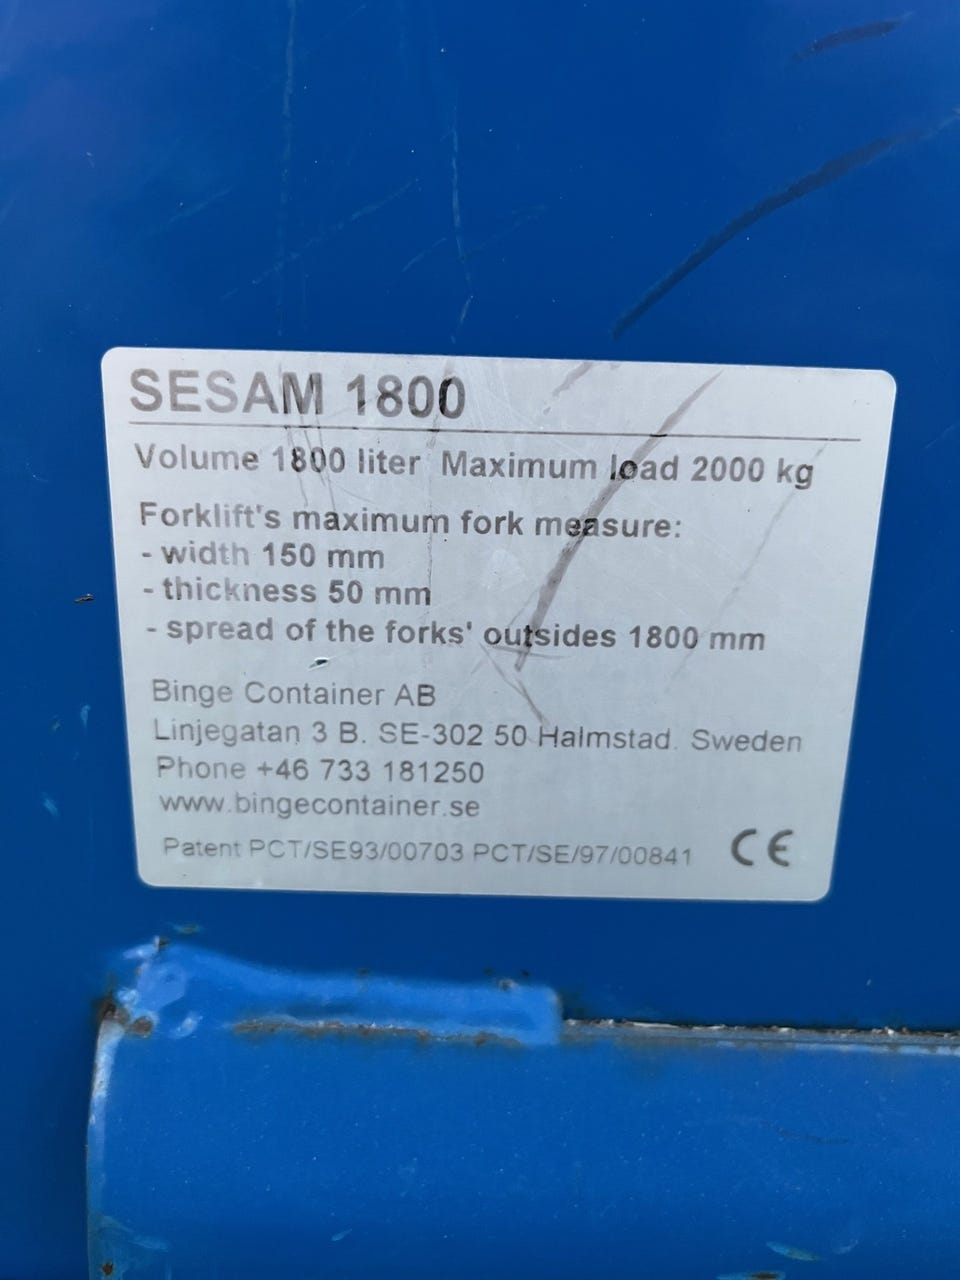 SESAM 1800
Volume 1800 liter Maximum load 2000 kg
Forklift's maximum fork measure:
- width 150 mm
- thickness 50 mm
- spread of the forks' outsides 1800 mm
Binge Container AB
Linjegatan 3 B. SE-302 50 Halmstad. Sweden
Phone +46 733 181250
www.bingecontainer.se
Patent PCT/SE93/00703 PCT/SE/97/00841 CE